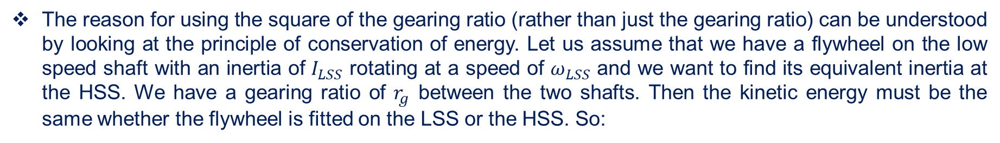 ❖ The reason for using the square of the gearing ratio (rather than just the gearing ratio) can be understood
by looking at the principle of conservation of energy. Let us assume that we have a flywheel on the low
speed shaft with an inertia of $I_{LSS}$ rotating at a speed of $\omega_{LSS}$ and we want to find its equivalent inertia at
the HSS. We have a gearing ratio of $r_g$ between the two shafts. Then the kinetic energy must be the
same whether the flywheel is fitted on the LSS or the HSS. So: